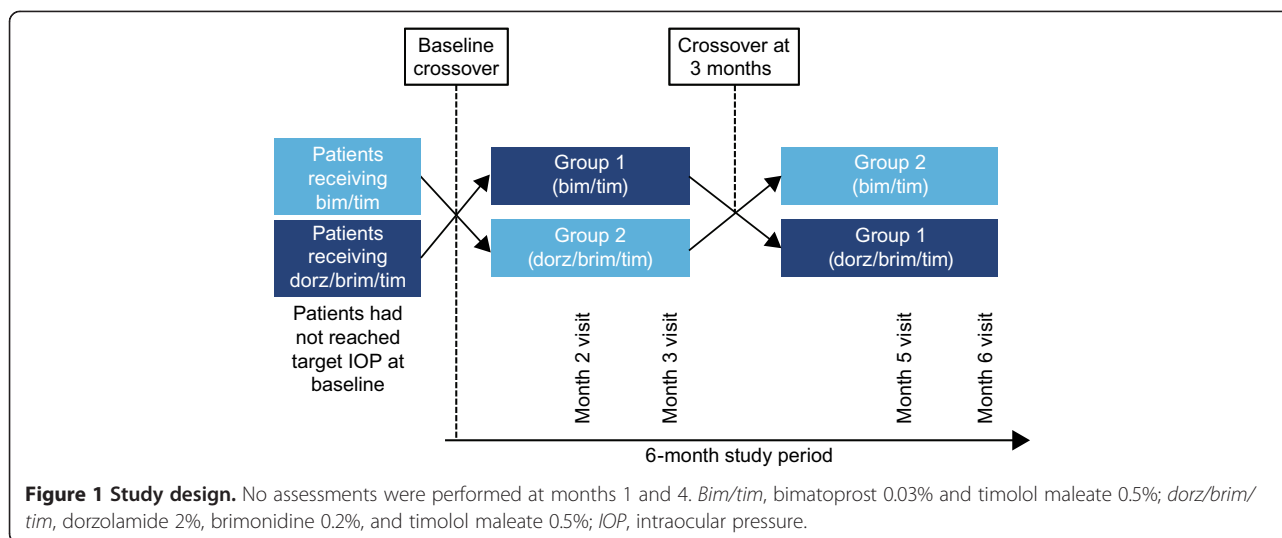 Baseline
crossover
Crossover at
3 months
Patients
receiving
bim/tim
Group 1
(bim/tim)
Group 2
(bim/tim)
Patients
receiving
dorz/brim/tim
Group 2
(dorz/brim/tim)
Group 1
(dorz/brim/tim)
Patients had
not reached
target IOP at
baseline
Month 2 visit
Month 3 visit
Month 5 visit
Month 6 visit
6-month study period
Figure 1 Study design. No assessments were performed at months 1 and 4. Bim/tim, bimatoprost 0.03% and timolol maleate 0.5%; dorz/brim/
tim, dorzolamide 2%, brimonidine 0.2%, and timolol maleate 0.5%; IOP, intraocular pressure.